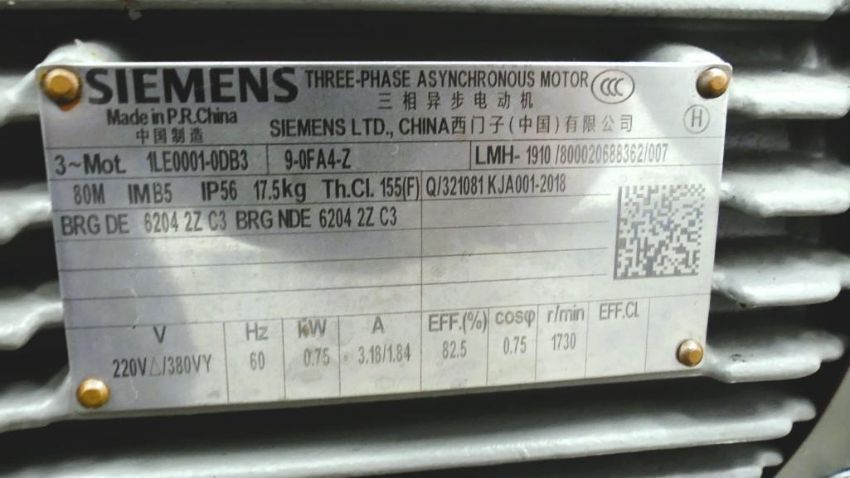 SIEMENS THREE-PHASE ASYNCHRONOUS MOTOR CCC
Made in P.R.China 三相异步电动机
中国制造 SIEMENS LTD., CHINA西门子(中国)有限公司 H
3~Mot. 1LE0001-0DB3 9-0FA4-Z LMH- 1910 /800020688362/007
80M IMB5 IP56 17.5kg Th.Cl. 155(F) Q/321081 KJA001-2018
BRG DE 6204 2Z C3 BRG NDE 6204 2Z C3
V Hz kW A EFF.(%) cosφ r/min EFF.Cl.
220V△/380VY 60 0.75 3.18/1.84 82.5 0.75 1730